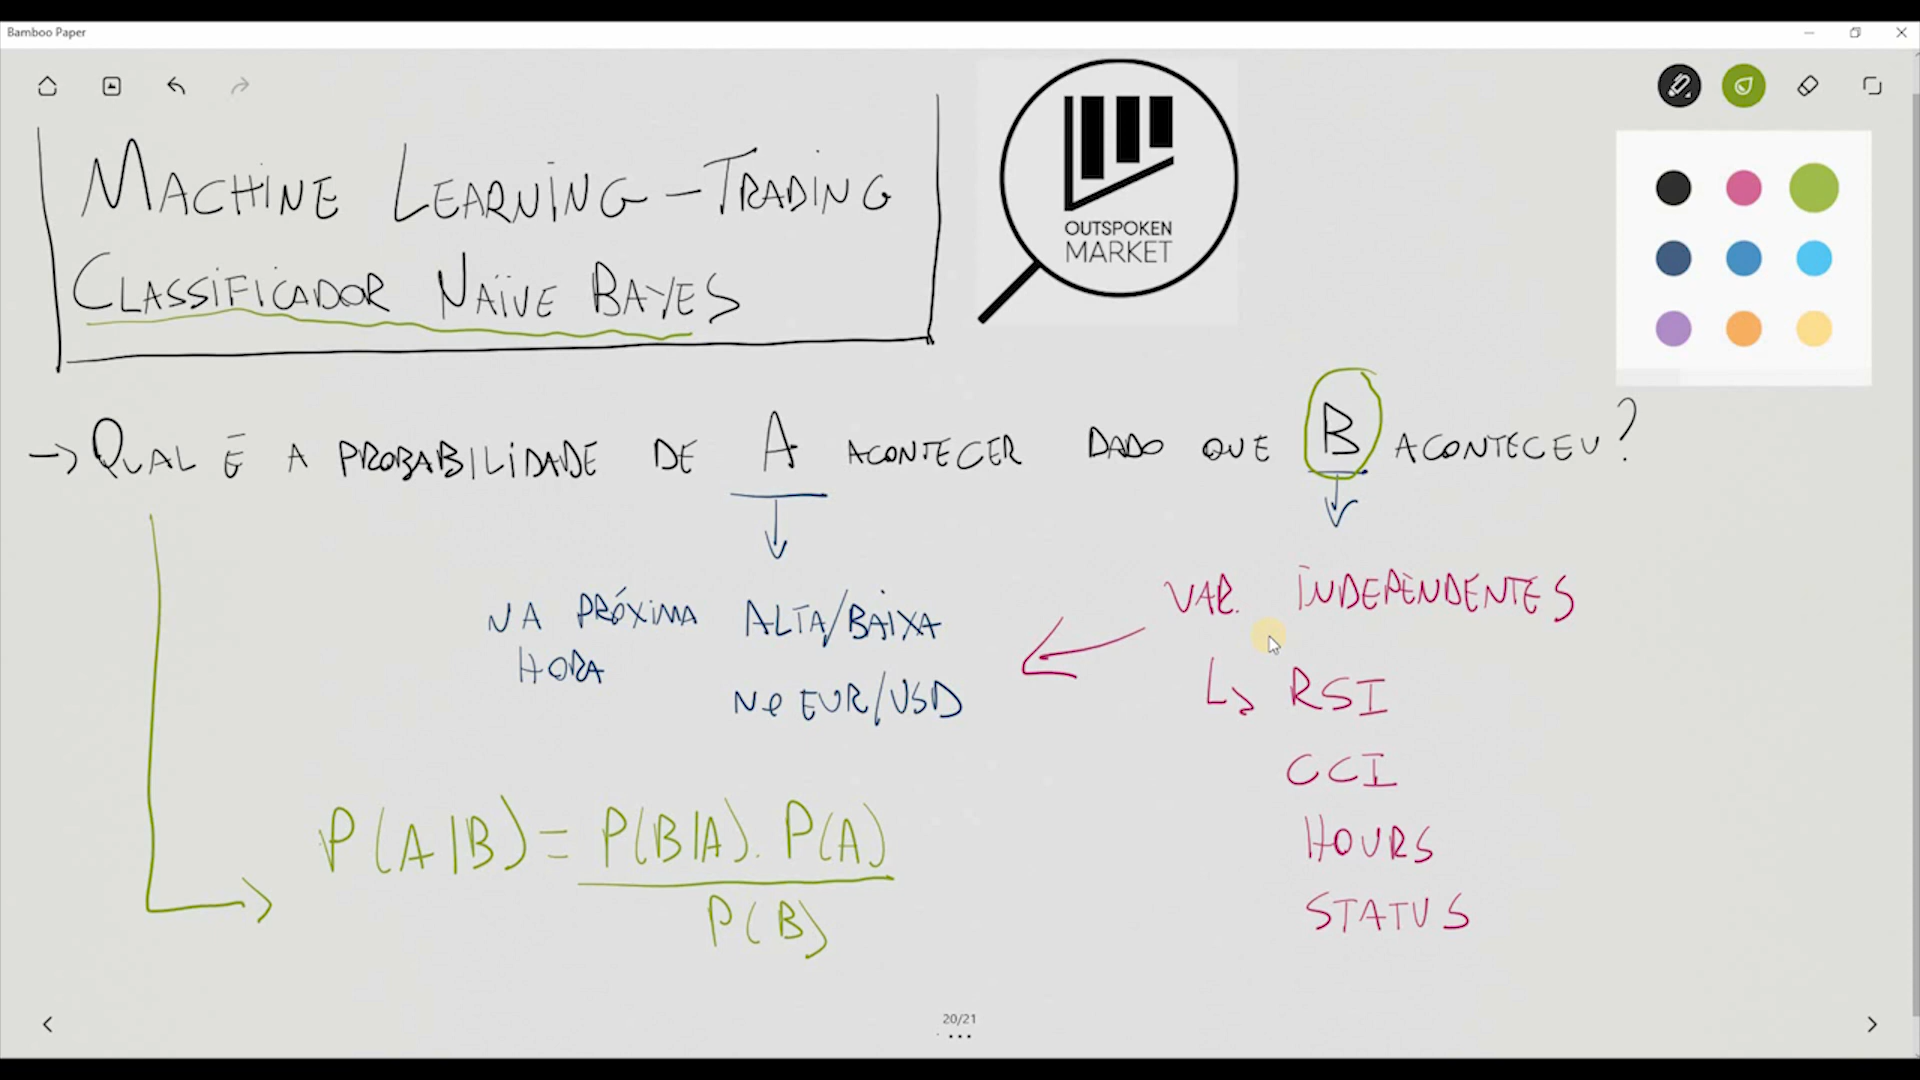 Bamboo Paper
MACHINE LEARNING - TRADING
CLASSIFICADOR NAÏVE BAYES
OUTSPOKEN
MARKET
→ QUAL É A PROBABILIDADE DE A ACONTECER DADO QUE B ACONTECEU?
NA PRÓXIMA HORA
ALTA/BAIXA
No EUR/USD
VAR. INDEPENDENTES
↳ RSI
CCI
HOURS
STATUS
P(A|B) = P(B|A). P(A)
P(B)
20/21